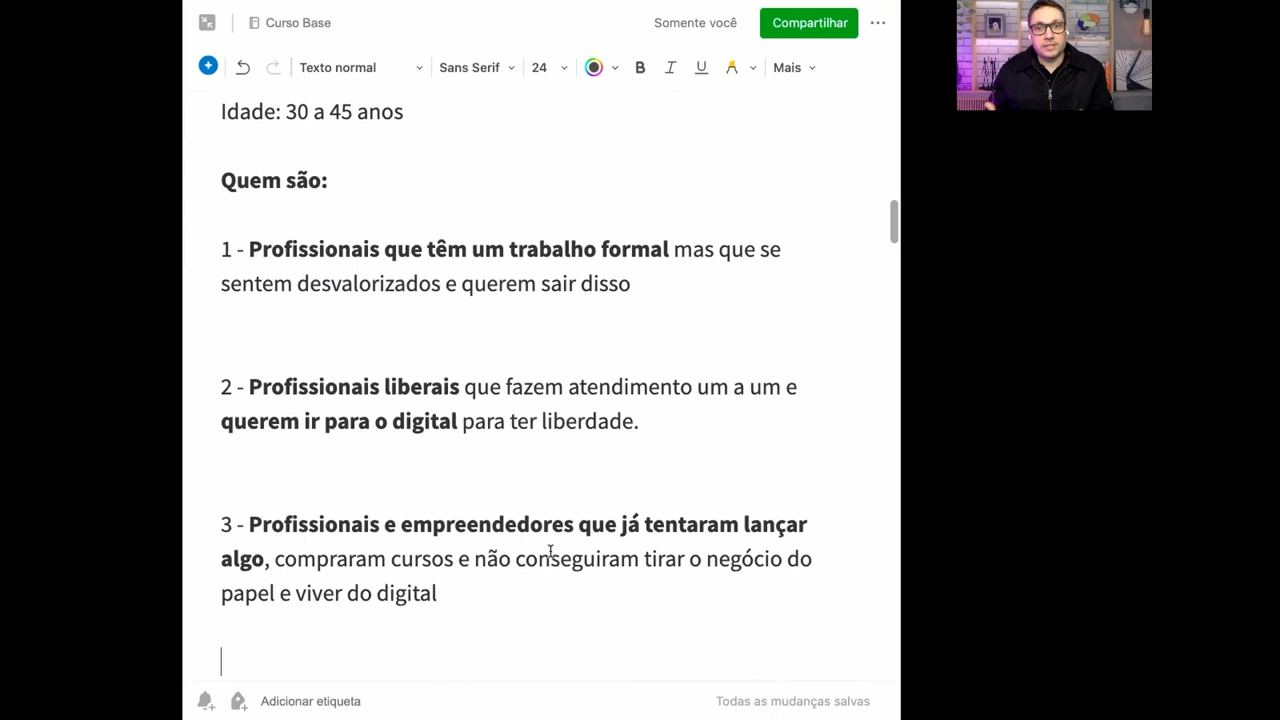 Curso Base
Somente você
Compartilhar
Texto normal
Sans Serif
24
B
I
U
Mais
Idade: 30 a 45 anos
Quem são:
1 - Profissionais que têm um trabalho formal mas que se
sentem desvalorizados e querem sair disso
2 - Profissionais liberais que fazem atendimento um a um e
querem ir para o digital para ter liberdade.
3 - Profissionais e empreendedores que já tentaram lançar
algo, compraram cursos e não conseguiram tirar o negócio do
papel e viver do digital
Adicionar etiqueta
Todas as mudanças salvas